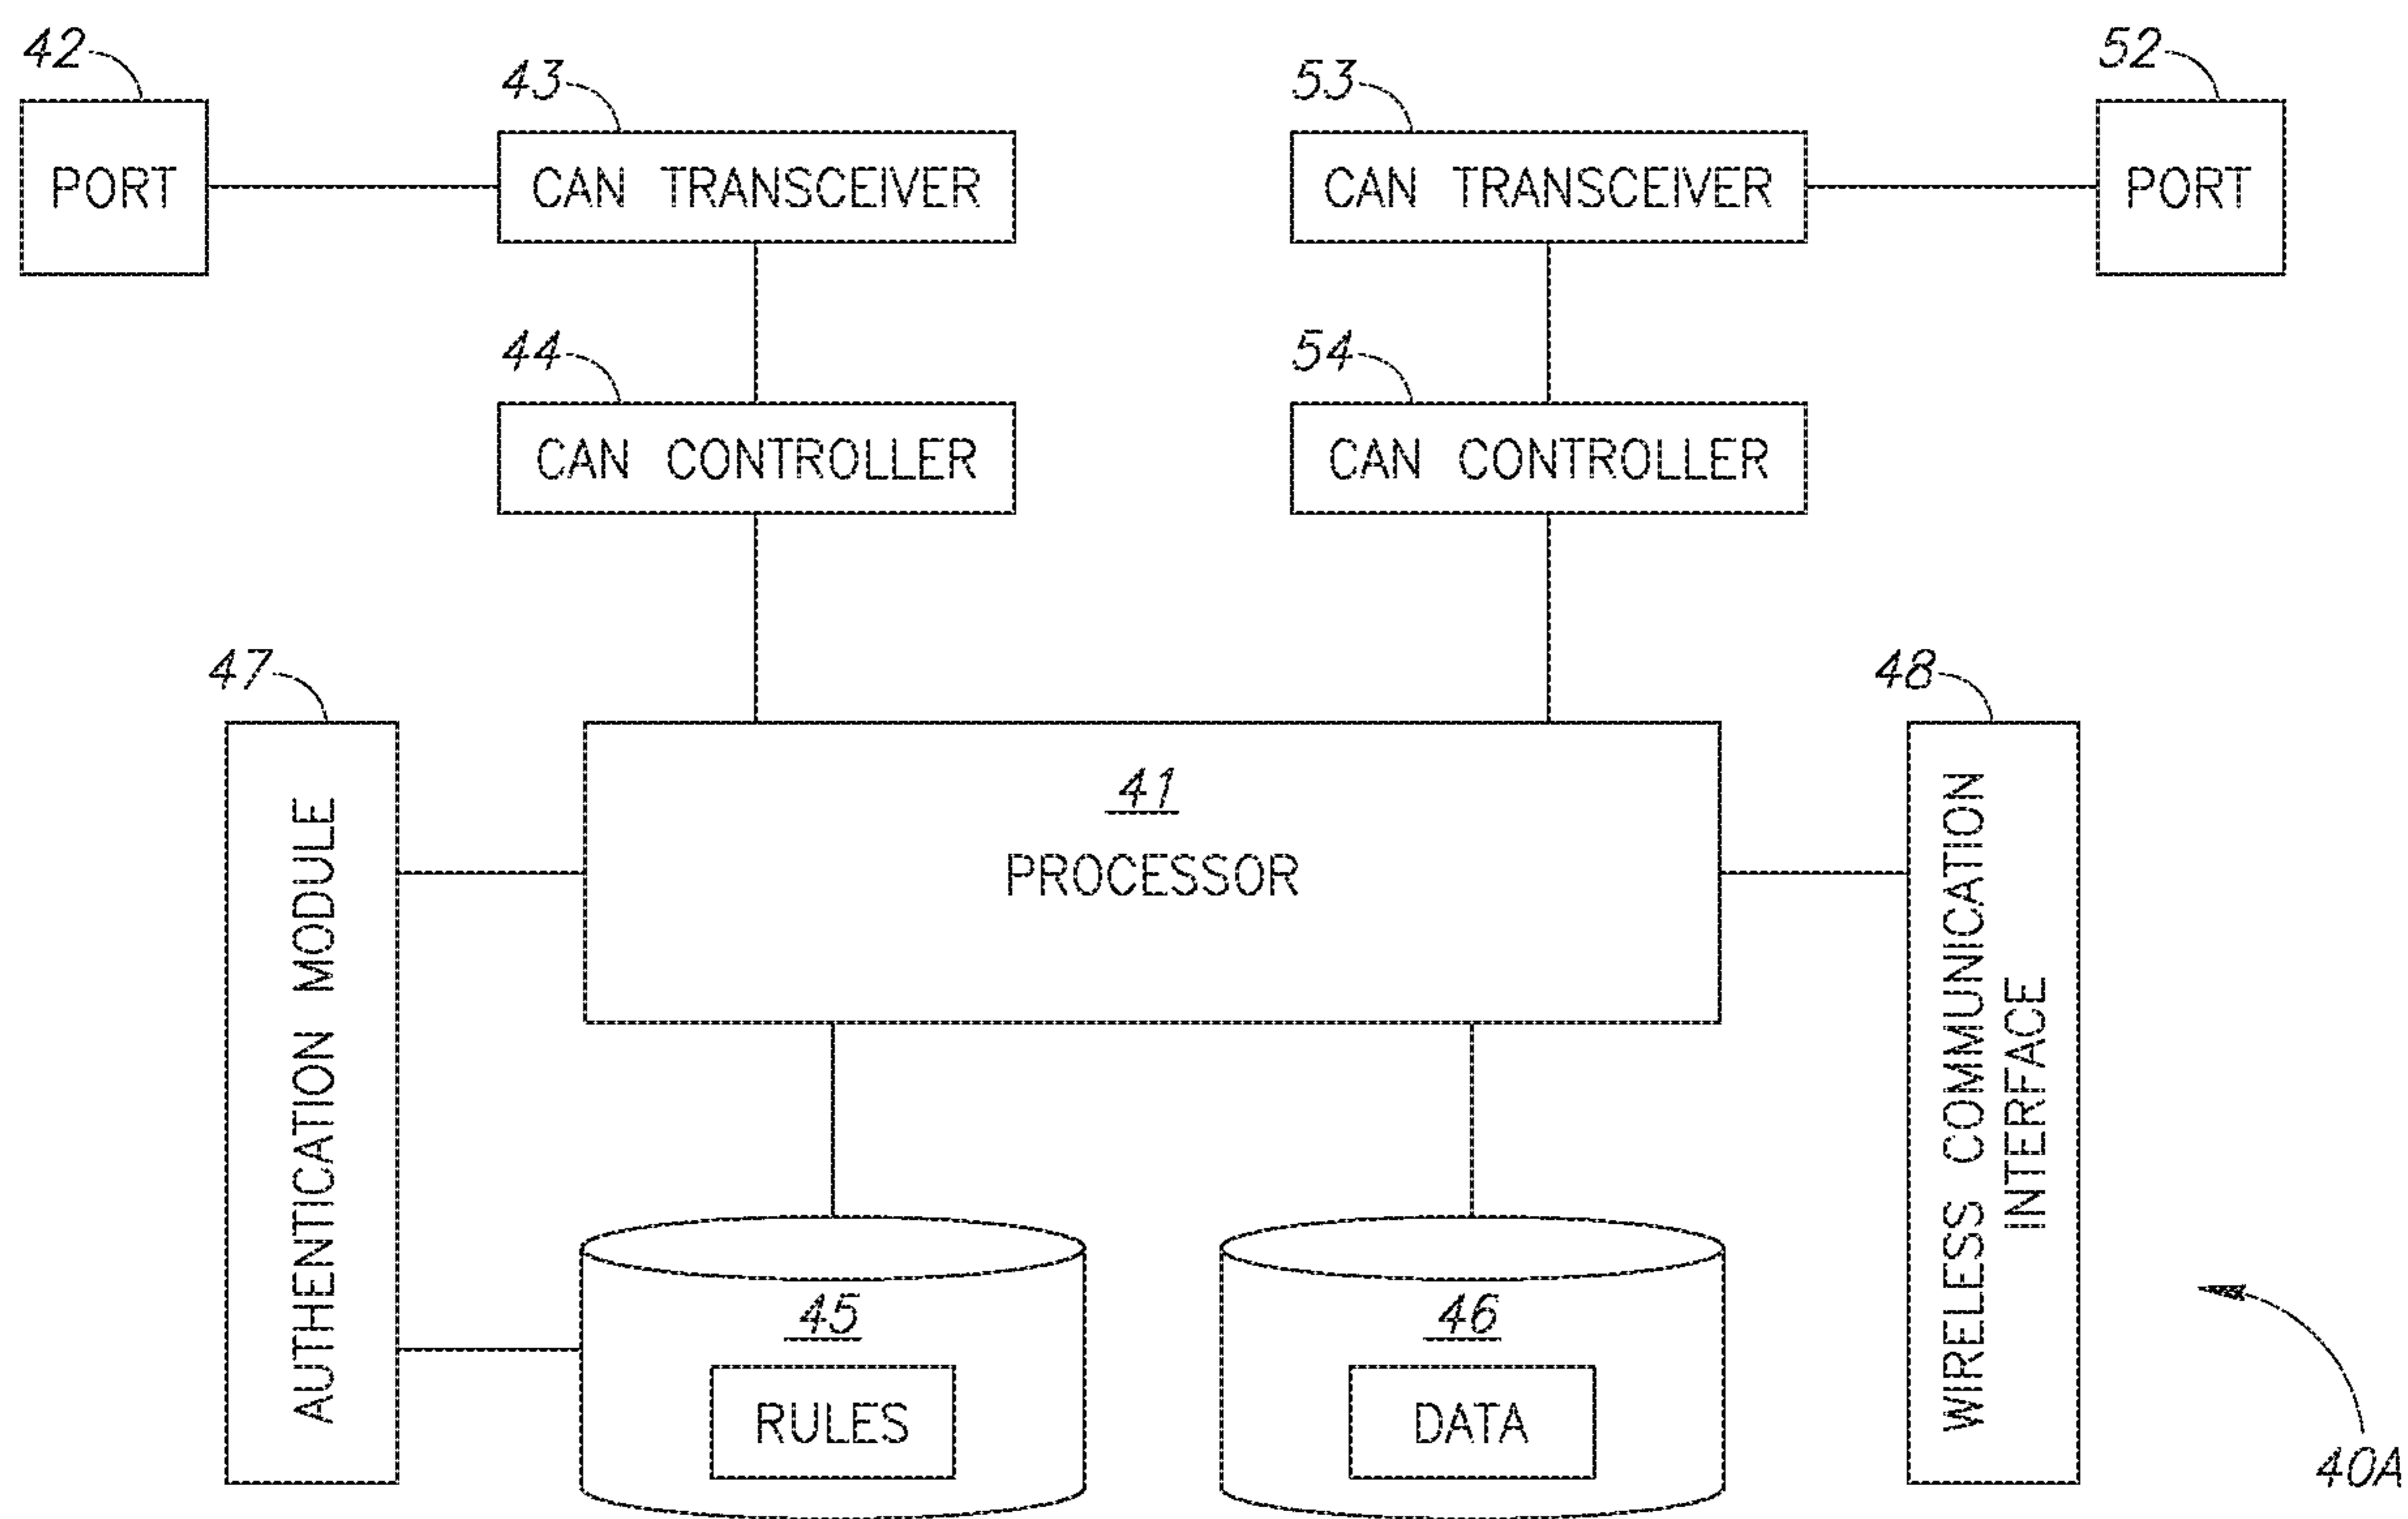 42
52
43
53
PORT
CAN TRANSCEIVER
CAN TRANSCEIVER
PORT
44
54
CAN CONTROLLER
CAN CONTROLLER
47
48
41
PROCESSOR
AUTHENTICATION MODULE
WIRELESS COMMUNICATION
INTERFACE
45
46
RULES
DATA
40A